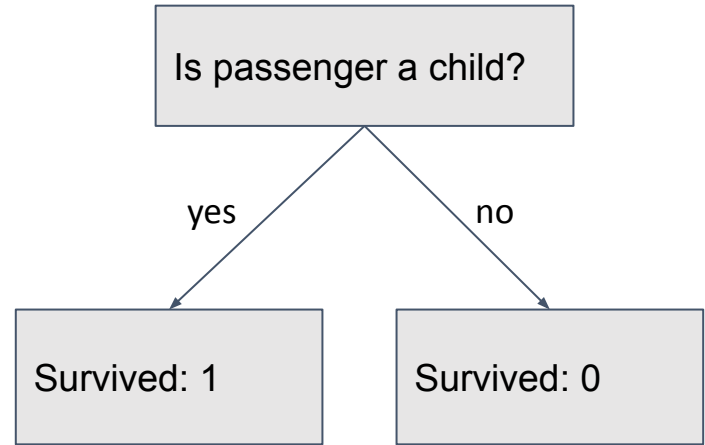 Is passenger a child?
yes
no
Survived: 1
Survived: 0